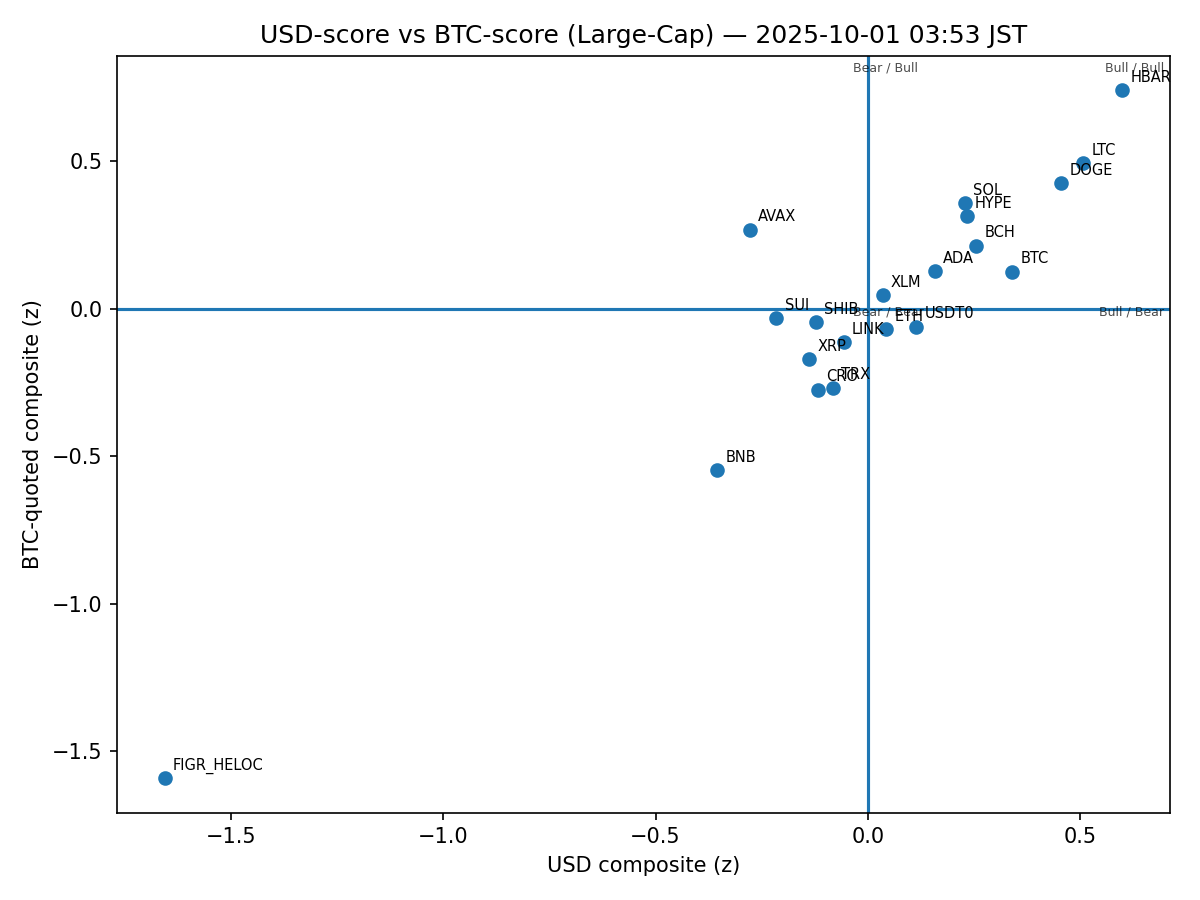 USD-score vs BTC-score (Large-Cap) — 2025-10-01 03:53 JST
Bear / Bull
Bull / Bull
HBAR
0.5
LTC
DOGE
SOL
HYPE
AVAX
BCH
ADA
BTC
XLM
0.0
SUI
SHIB
Bear / Bear
ETH
USDT0
Bull / Bear
LINK
XRP
CRO
TRX
−0.5
BNB
−1.0
−1.5
FIGR_HELOC
−1.5
−1.0
−0.5
0.0
0.5
USD composite (z)
BTC-quoted composite (z)